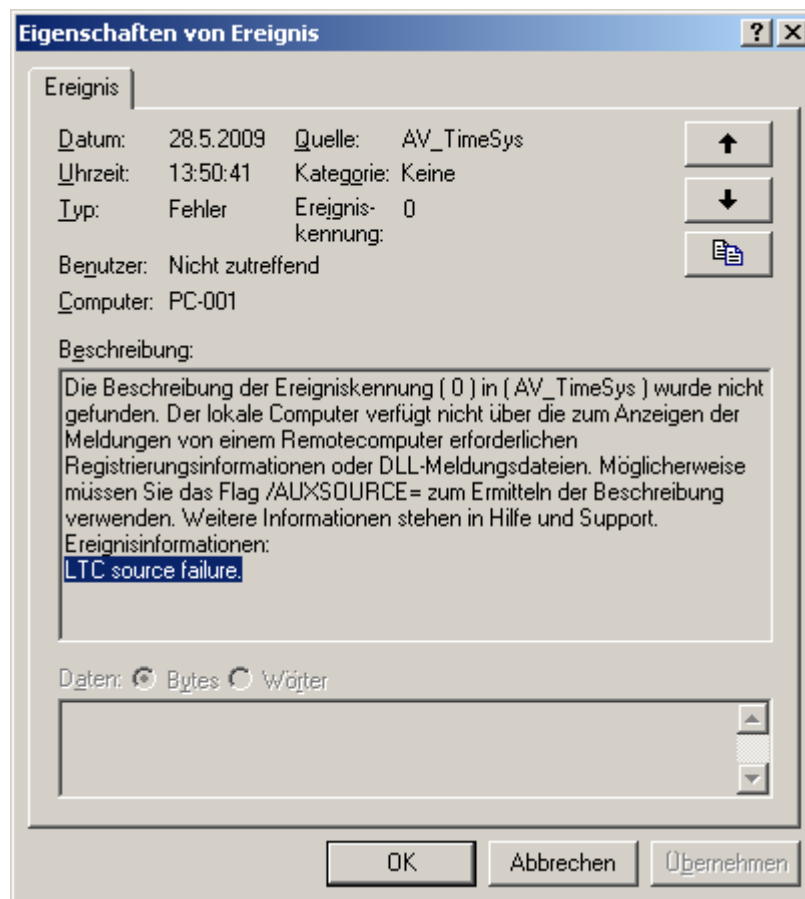 Eigenschaften von Ereignis
Ereignis
Datum: 28.5.2009 Quelle: AV_TimeSys
Uhrzeit: 13:50:41 Kategorie: Keine
Typ: Fehler Ereignis- 0
kennung:
Benutzer: Nicht zutreffend
Computer: PC-001
Beschreibung:
Die Beschreibung der Ereigniskennung ( 0 ) in ( AV_TimeSys ) wurde nicht
gefunden. Der lokale Computer verfügt nicht über die zum Anzeigen der
Meldungen von einem Remotecomputer erforderlichen
Registrierungsinformationen oder DLL-Meldungsdateien. Möglicherweise
müssen Sie das Flag /AUXSOURCE= zum Ermitteln der Beschreibung
verwenden. Weitere Informationen stehen in Hilfe und Support.
Ereignisinformationen:
LTC source failure.
Daten: Bytes Wörter
OK Abbrechen Übernehmen